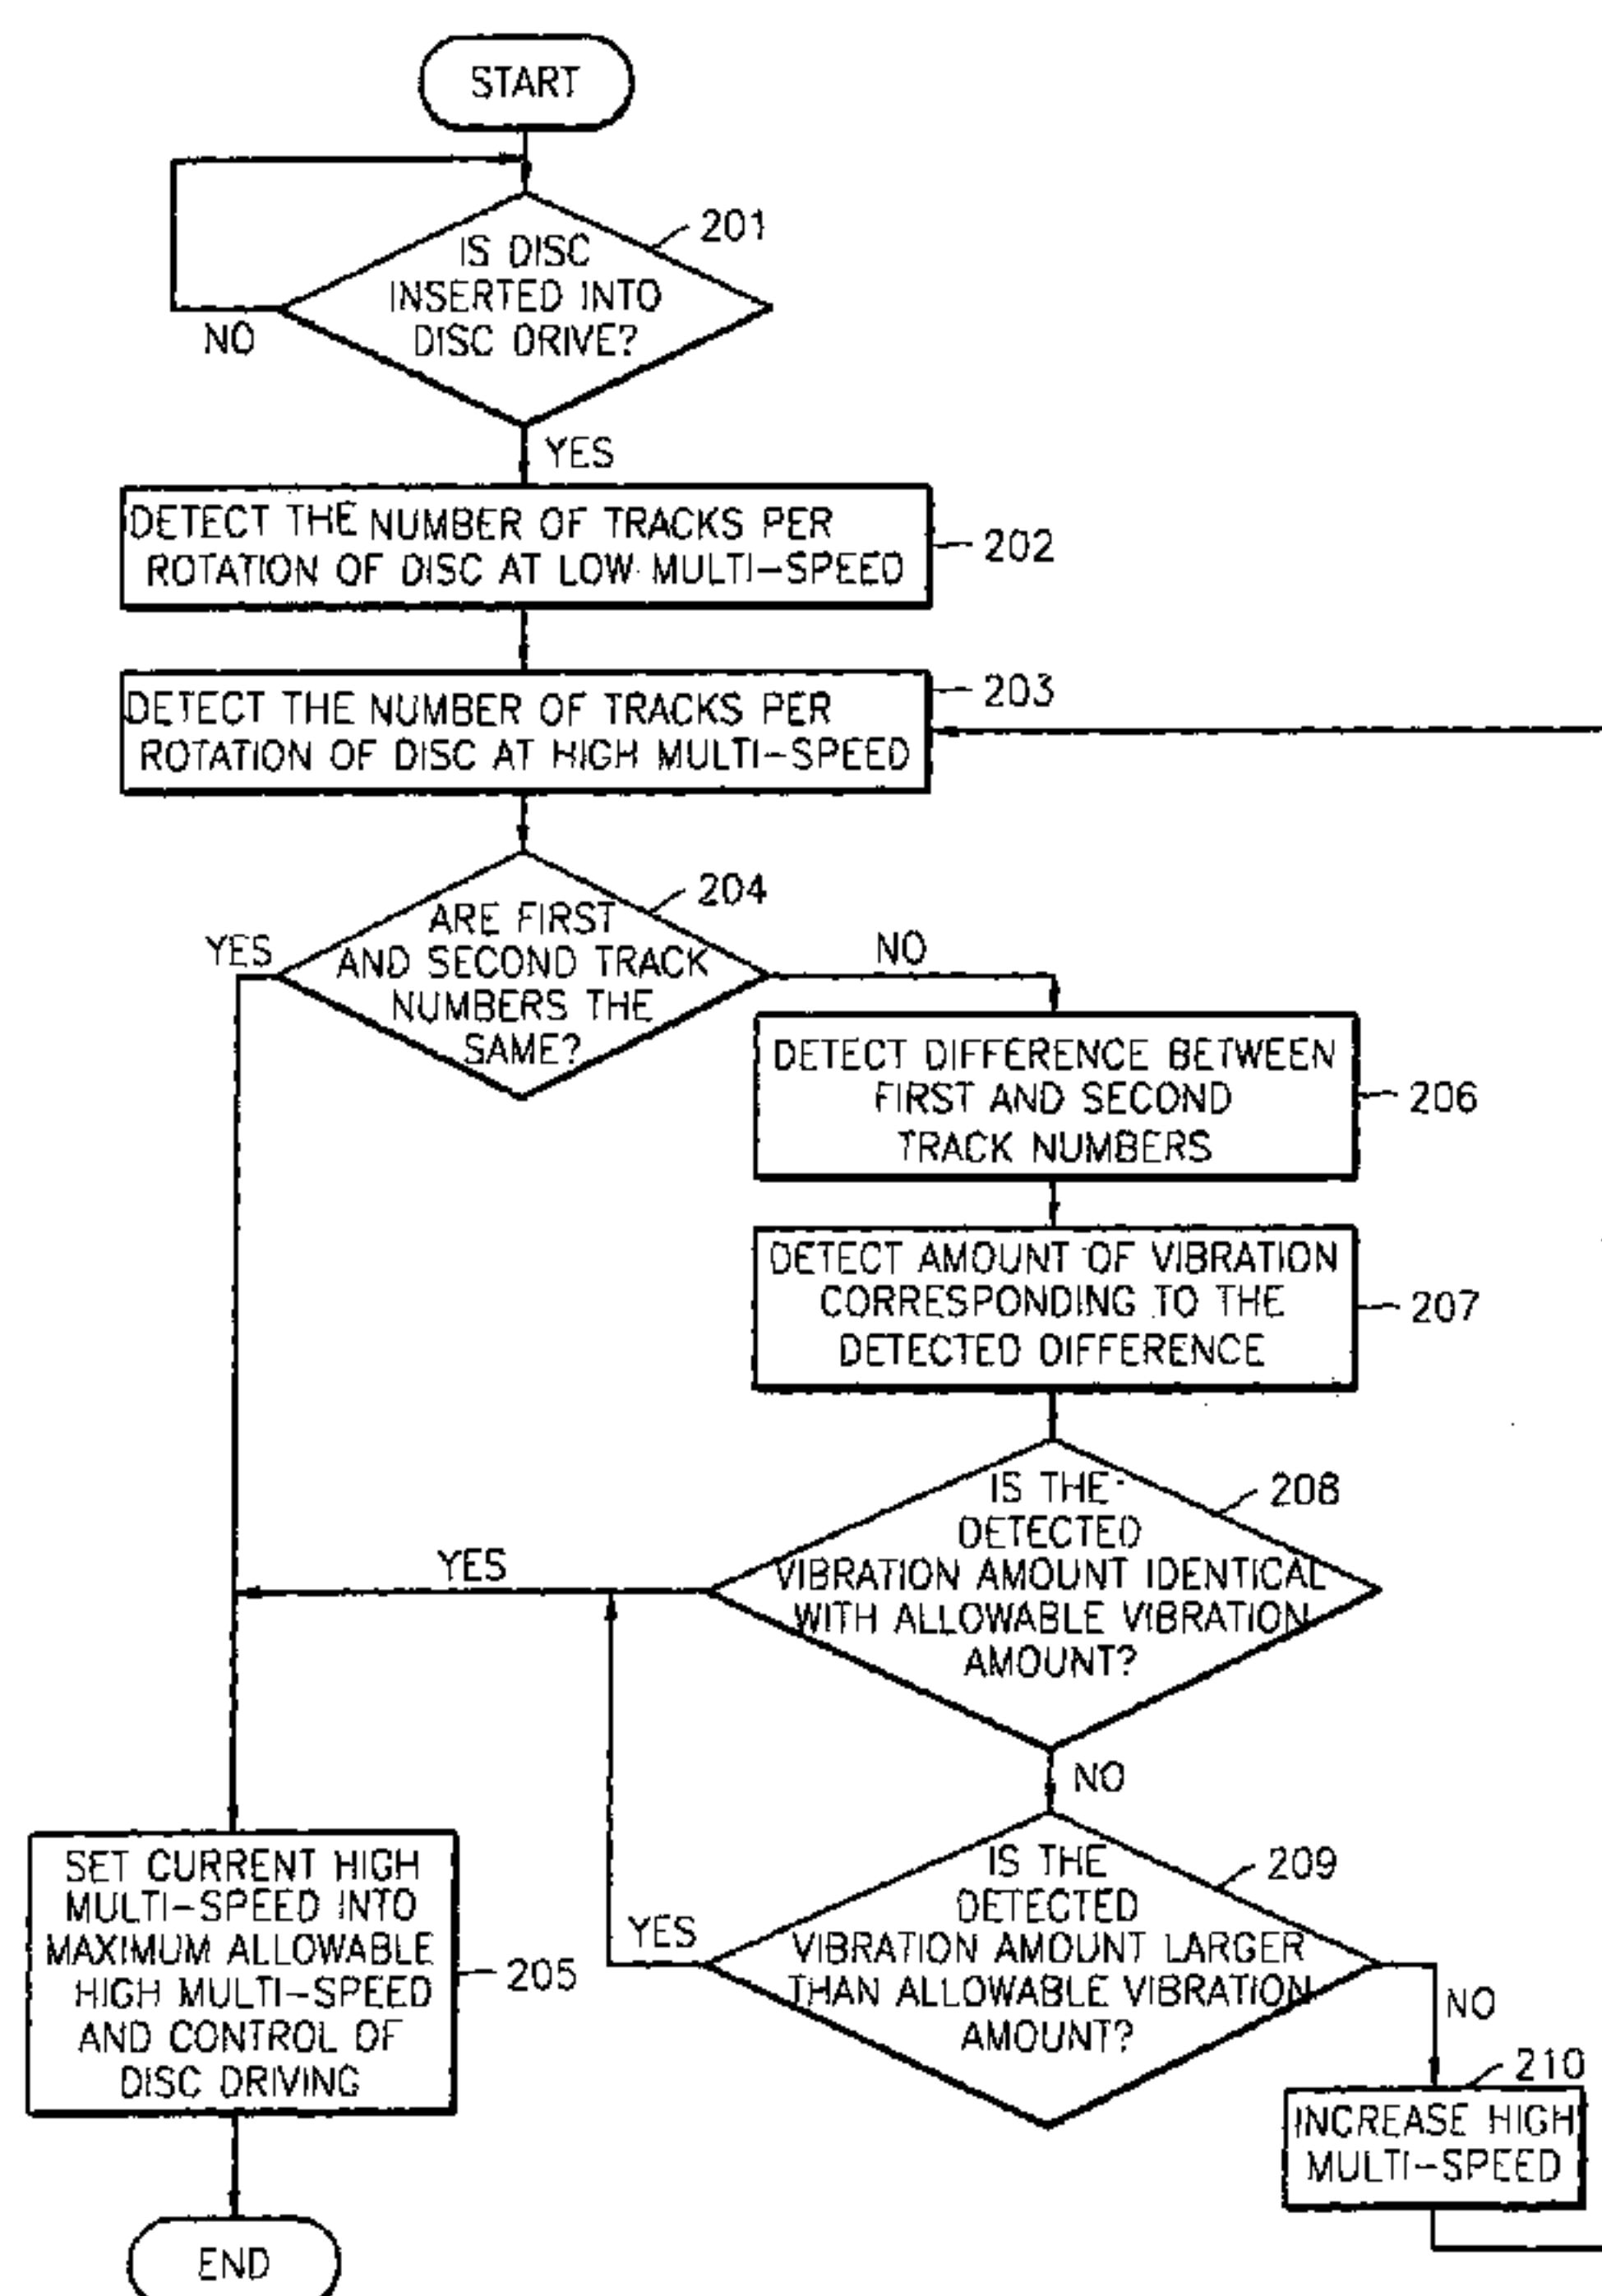 START
201
IS DISC
INSERTED INTO
DISC DRIVE?
NO
YES
DETECT THE NUMBER OF TRACKS PER
ROTATION OF DISC AT LOW MULTI-SPEED
202
DETECT THE NUMBER OF TRACKS PER
ROTATION OF DISC AT HIGH MULTI-SPEED
203
204
ARE FIRST
AND SECOND TRACK
NUMBERS THE
SAME?
YES
NO
DETECT DIFFERENCE BETWEEN
FIRST AND SECOND
TRACK NUMBERS
206
DETECT AMOUNT OF VIBRATION
CORRESPONDING TO THE
DETECTED DIFFERENCE
207
208
IS THE
DETECTED
VIBRATION AMOUNT IDENTICAL
WITH ALLOWABLE VIBRATION
AMOUNT?
YES
NO
209
IS THE
DETECTED
VIBRATION AMOUNT LARGER
THAN ALLOWABLE VIBRATION
AMOUNT?
YES
NO
SET CURRENT HIGH
MULTI-SPEED INTO
MAXIMUM ALLOWABLE
HIGH MULTI-SPEED
AND CONTROL OF
DISC DRIVING
205
210
INCREASE HIGH
MULTI-SPEED
END